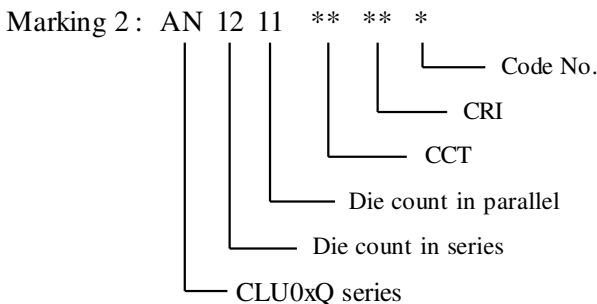 Marking 2 : AN 12 11 ** ** *
Code No.
CRI
CCT
Die count in parallel
Die count in series
CLU0xQ series